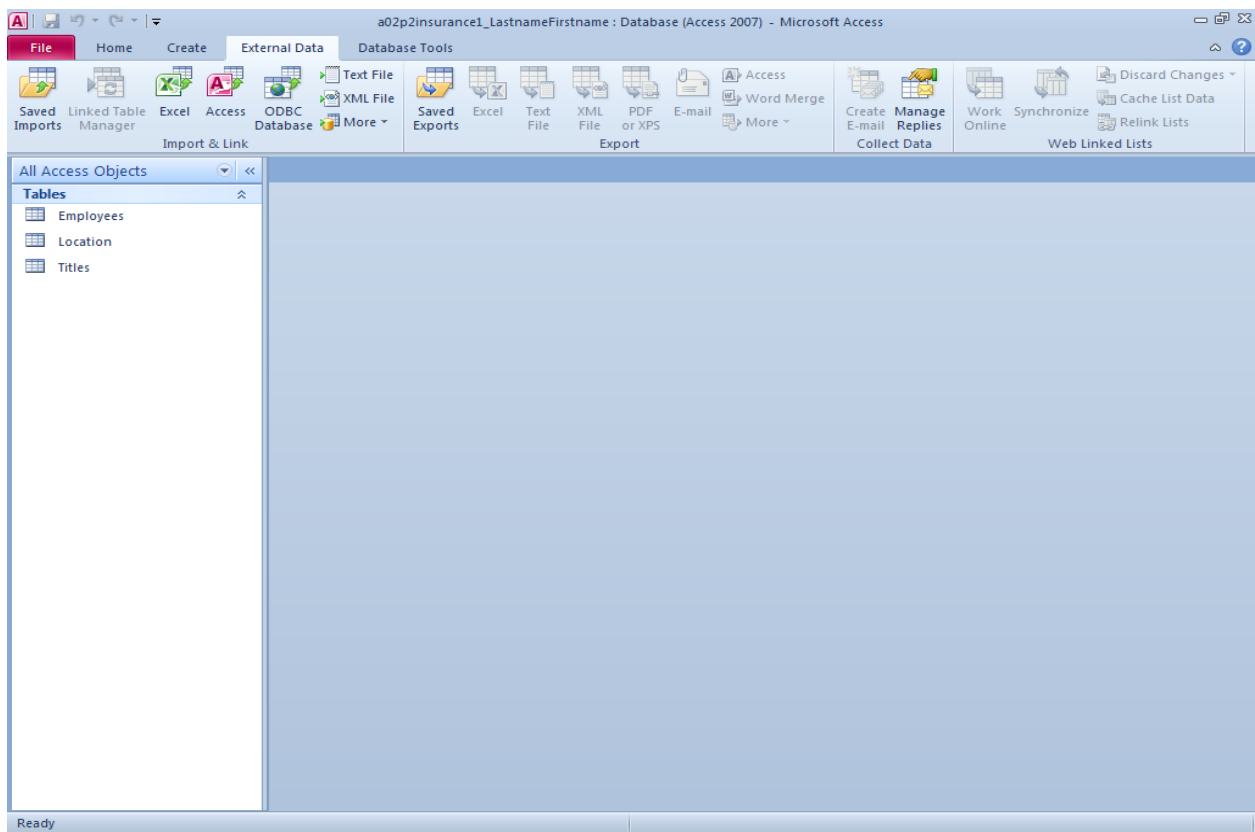 a02p2insurance1_LastnameFirstname : Database (Access 2007) - Microsoft Access
File Home Create External Data Database Tools
Saved Imports
Linked Table Manager
Excel
Access
ODBC Database
Text File
XML File
More
Import & Link
Saved Exports
Excel
Text File
XML File
PDF or XPS
E-mail
Access
Word Merge
More
Export
Create E-mail
Manage Replies
Collect Data
Work Online
Synchronize
Discard Changes
Cache List Data
Relink Lists
Web Linked Lists
All Access Objects
Tables
Employees
Location
Titles
Ready